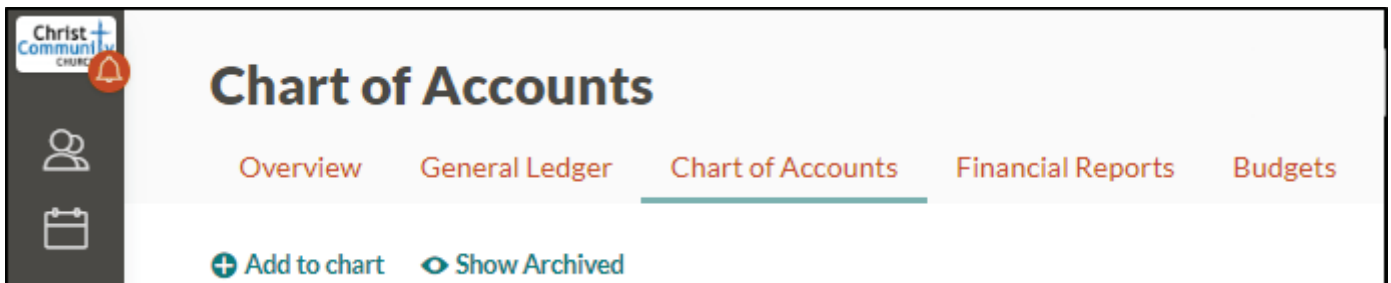 Christ
Community
CHURCH
Chart of Accounts
Overview General Ledger Chart of Accounts Financial Reports Budgets
Add to chart Show Archived